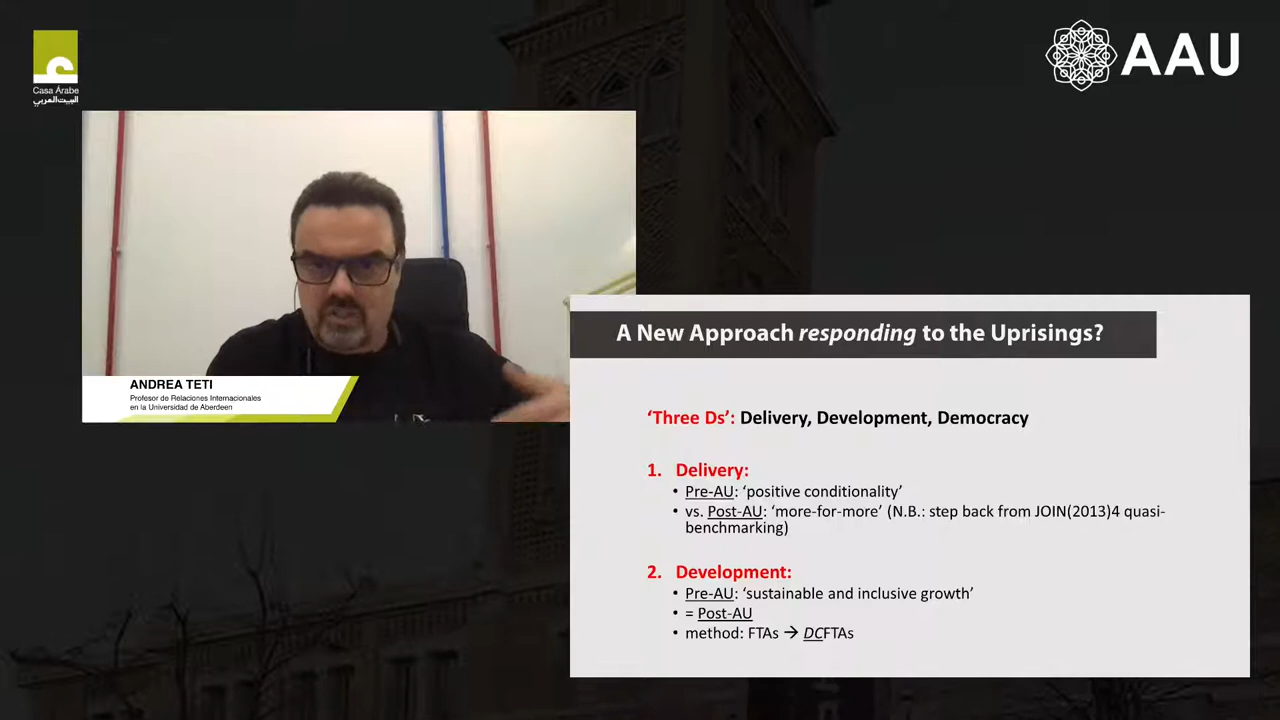 Casa Árabe
البيت العربي
AAU
ANDREA TETI
Profesor de Relaciones Internacionales
en la Universidad de Aberdeen
A New Approach responding to the Uprisings?
‘Three Ds’: Delivery, Development, Democracy
1. Delivery:
• Pre-AU: ‘positive conditionality’
• vs. Post-AU: ‘more-for-more’ (N.B.: step back from JOIN(2013)4 quasi-
benchmarking)
2. Development:
• Pre-AU: ‘sustainable and inclusive growth’
• = Post-AU
• method: FTAs → DCFTAs